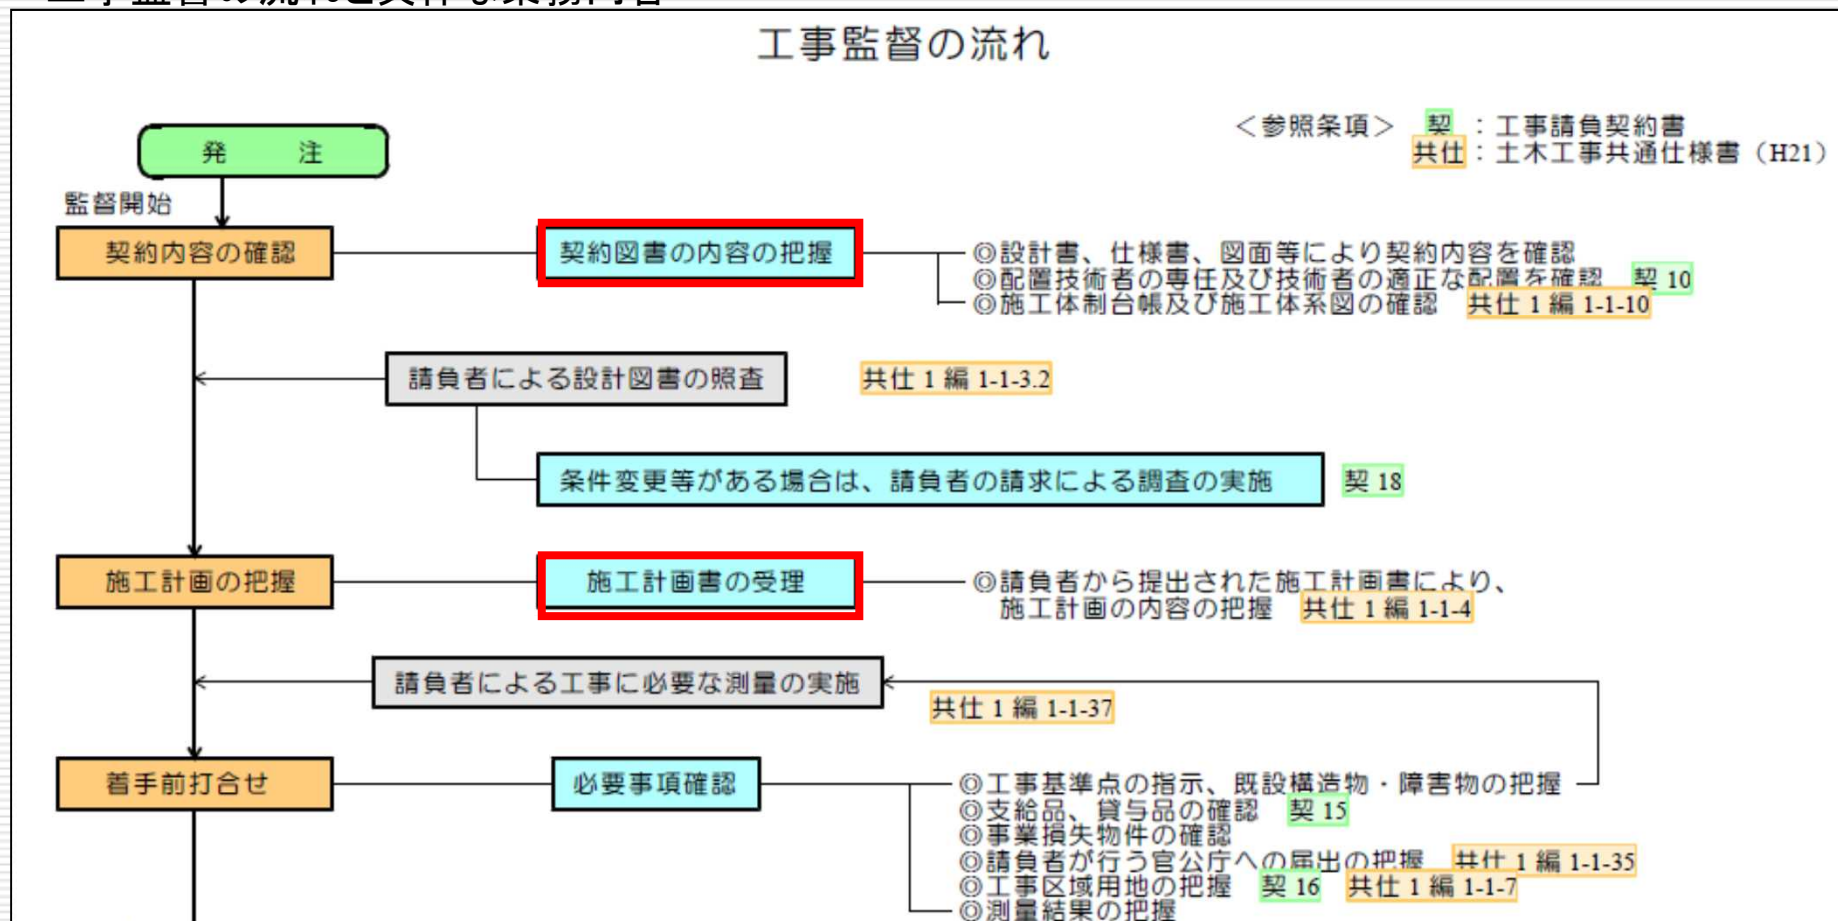 工事監督の流れと具体な業務内容
工事監督の流れ
＜参照条項＞ 契 ：工事請負契約書
共仕：土木工事共通仕様書（H21）
発 注
監督開始
契約内容の確認
契約図書の内容の把握
◎設計書、仕様書、図面等により契約内容を確認
◎配置技術者の専任及び技術者の適正な配置を確認 契 10
◎施工体制台帳及び施工体系図の確認 共仕 1 編 1-1-10
請負者による設計図書の照査
共仕 1 編 1-1-3.2
条件変更等がある場合は、請負者の請求による調査の実施
契 18
施工計画の把握
施工計画書の受理
◎請負者から提出された施工計画書により、
施工計画の内容の把握 共仕 1 編 1-1-4
請負者による工事に必要な測量の実施
共仕 1 編 1-1-37
着手前打合せ
必要事項確認
◎工事基準点の指示、既設構造物・障害物の把握
◎支給品、貸与品の確認 契 15
◎事業損失物件の確認
◎請負者が行う官公庁への届出の把握 共仕 1 編 1-1-35
◎工事区域用地の把握 契 16 共仕 1 編 1-1-7
◎測量結果の把握